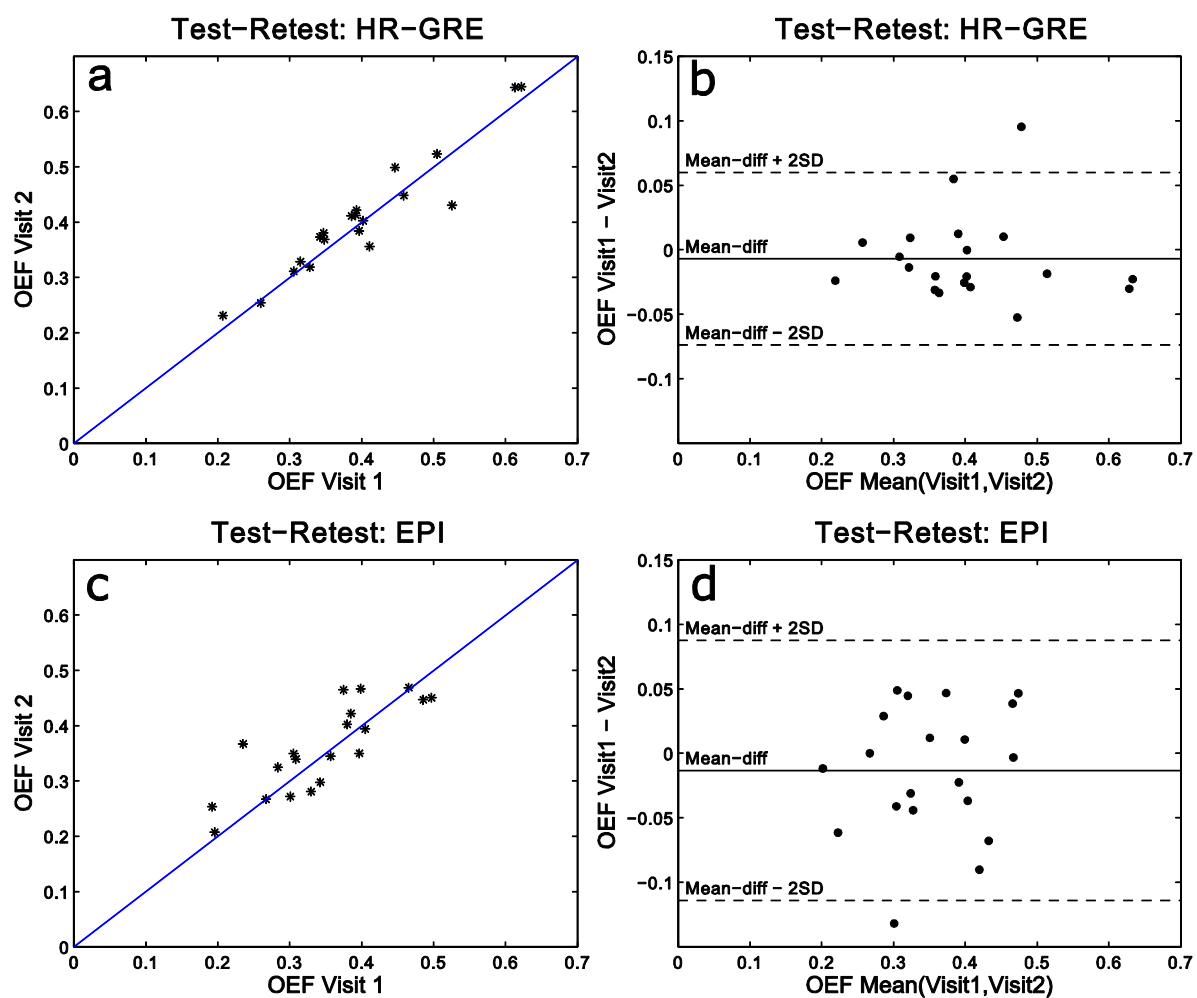 Test−Retest: HR−GRE
a
0.6
0.5
0.4
0.3
0.2
0.1
0
OEF Visit 2
0 0.1 0.2 0.3 0.4 0.5 0.6 0.7
OEF Visit 1
Test−Retest: HR−GRE
b
0.15
0.1
0.05
0
−0.05
−0.1
OEF Visit1 − Visit2
Mean−diff + 2SD
Mean−diff
Mean−diff − 2SD
0 0.1 0.2 0.3 0.4 0.5 0.6 0.7
OEF Mean(Visit1,Visit2)
Test−Retest: EPI
c
0.6
0.5
0.4
0.3
0.2
0.1
0
OEF Visit 2
0 0.1 0.2 0.3 0.4 0.5 0.6 0.7
OEF Visit 1
Test−Retest: EPI
d
0.15
0.1
0.05
0
−0.05
−0.1
OEF Visit1 − Visit2
Mean−diff + 2SD
Mean−diff
Mean−diff − 2SD
0 0.1 0.2 0.3 0.4 0.5 0.6 0.7
OEF Mean(Visit1,Visit2)